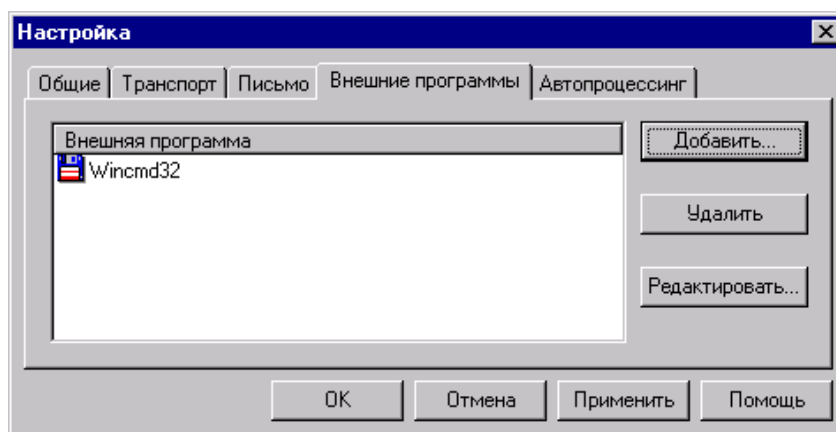 Настройка
Общие Транспорт Письмо Внешние программы Автопроцессинг
Внешняя программа
Wincmd32
Добавить...
Удалить
Редактировать...
OK Отмена Применить Помощь